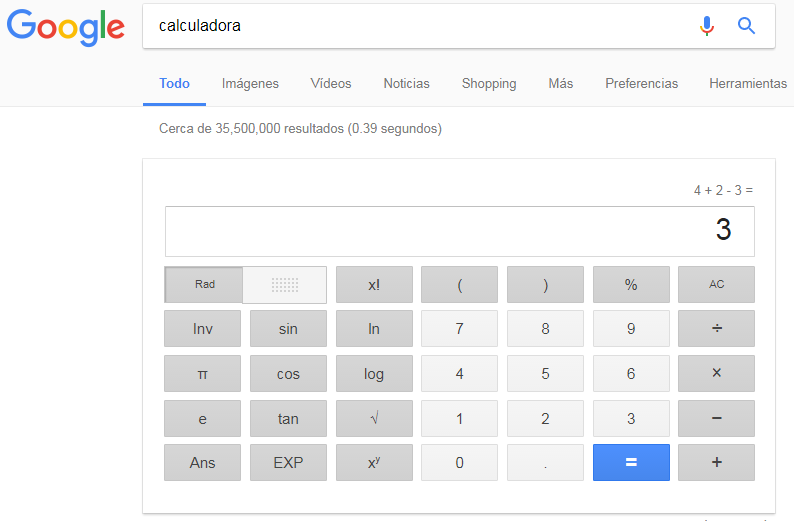 Google calculadora
Todo Imágenes Vídeos Noticias Shopping Más Preferencias Herramientas
Cerca de 35,500,000 resultados (0.39 segundos)
4 + 2 - 3 =
3
Rad x! ( ) % AC
Inv sin ln 7 8 9 ÷
π cos log 4 5 6 ×
e tan √ 1 2 3 −
Ans EXP xʸ 0 . = +